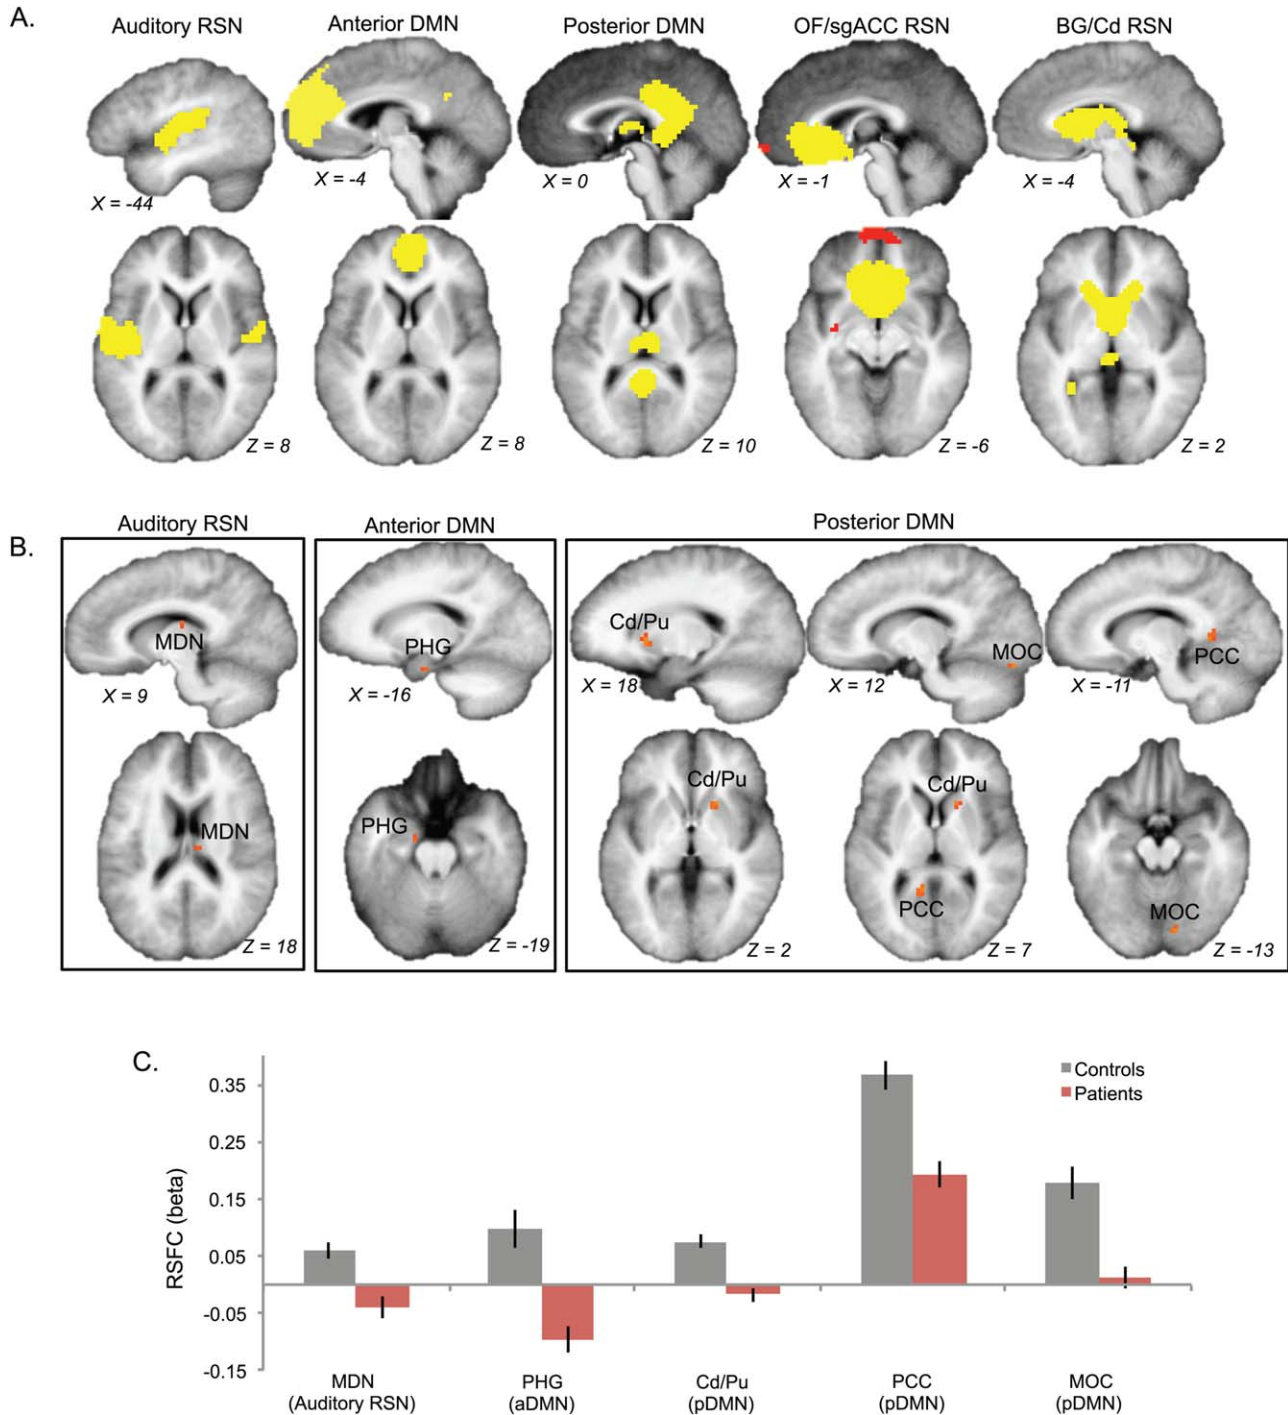 A.
Auditory RSN
Anterior DMN
Posterior DMN
OF/sgACC RSN
BG/Cd RSN
X = -44
X = -4
X = 0
X = -1
X = -4
Z = 8
Z = 8
Z = 10
Z = -6
Z = 2
B.
Auditory RSN
Anterior DMN
Posterior DMN
MDN
X = 9
PHG
X = -16
Cd/Pu
X = 18
MOC
X = 12
PCC
X = -11
MDN
Z = 18
PHG
Z = -19
Cd/Pu
Z = 2
Cd/Pu
PCC
Z = 7
MOC
Z = -13
C.
Controls
Patients
RSFC (beta)
0.35
0.25
0.15
0.05
-0.05
-0.15
MDN
(Auditory RSN)
PHG
(aDMN)
Cd/Pu
(pDMN)
PCC
(pDMN)
MOC
(pDMN)